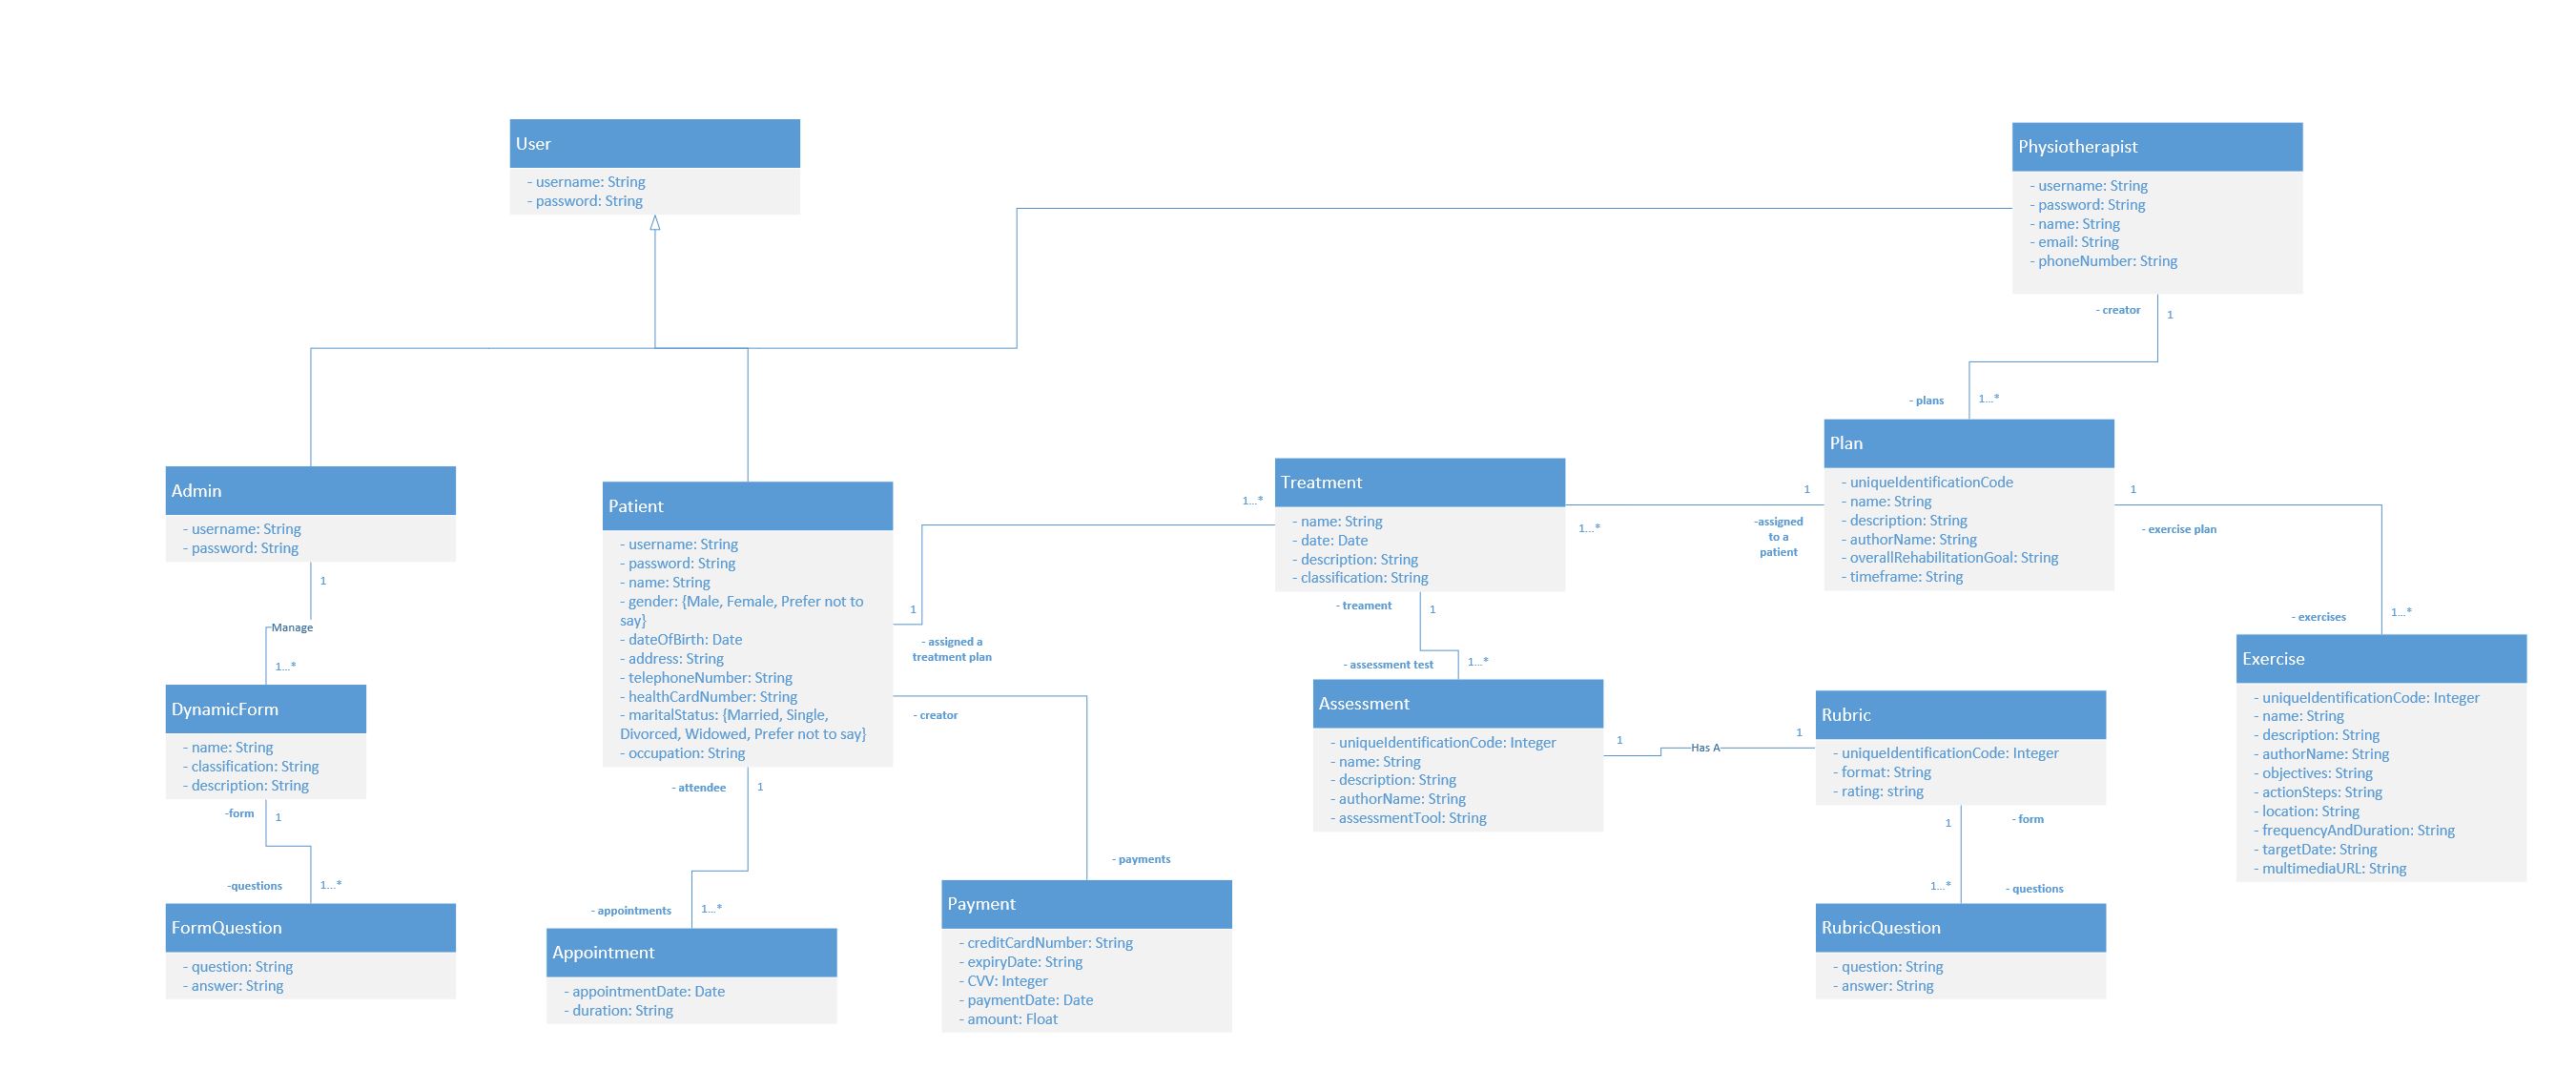 User
- username: String
- password: String
Physiotherapist
- username: String
- password: String
- name: String
- email: String
- phoneNumber: String
- creator
1
- plans
1...*
Admin
- username: String
- password: String
1
Manage
1...*
DynamicForm
- name: String
- classification: String
- description: String
-form
1
-questions
1...*
FormQuestion
- question: String
- answer: String
Patient
- username: String
- password: String
- name: String
- gender: {Male, Female, Prefer not to
say}
- dateOfBirth: Date
- address: String
- telephoneNumber: String
- healthCardNumber: String
- maritalStatus: {Married, Single,
Divorced, Widowed, Prefer not to say}
- occupation: String
1
- assigned a
treatment plan
1...*
- creator
- payments
- attendee
1
- appointments
1...*
Appointment
- appointmentDate: Date
- duration: String
Payment
- creditCardNumber: String
- expiryDate: String
- CVV: Integer
- paymentDate: Date
- amount: Float
Treatment
- name: String
- date: Date
- description: String
- classification: String
1...*
1
-assigned
to a
patient
- treament
1
- assessment test
1...*
Assessment
- uniqueIdentificationCode: Integer
- name: String
- description: String
- authorName: String
- assessmentTool: String
1
Has A
1
Plan
- uniqueIdentificationCode
- name: String
- description: String
- authorName: String
- overallRehabilitationGoal: String
- timeframe: String
1
- exercise plan
- exercises
1...*
Rubric
- uniqueIdentificationCode: Integer
- format: String
- rating: string
1
- form
1...*
- questions
RubricQuestion
- question: String
- answer: String
Exercise
- uniqueIdentificationCode: Integer
- name: String
- description: String
- authorName: String
- objectives: String
- actionSteps: String
- location: String
- frequencyAndDuration: String
- targetDate: String
- multimediaURL: String